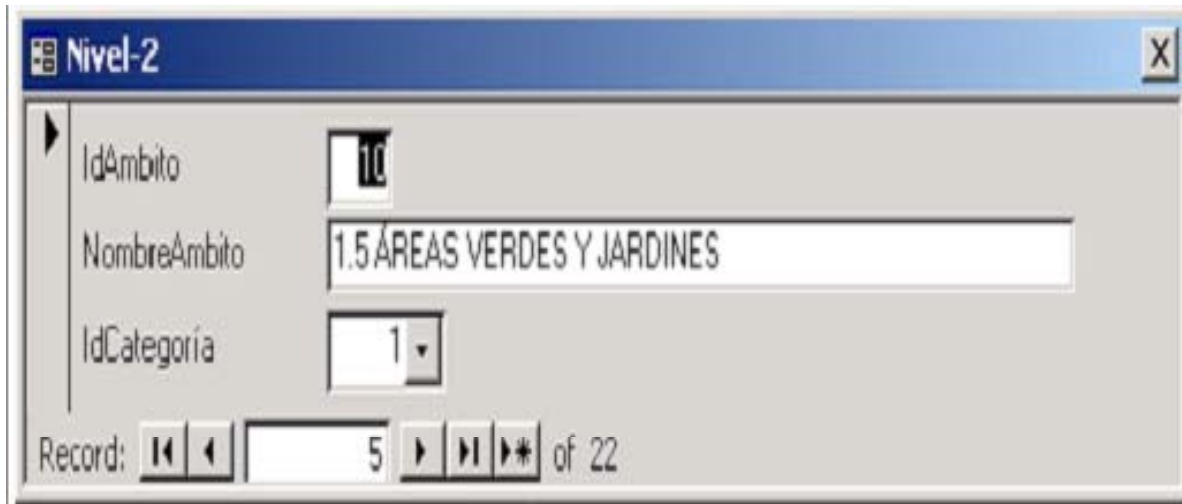 Nivel-2
IdAmbito 10
NombreAmbito 1.5 ÁREAS VERDES Y JARDINES
IdCategoría 1
Record: 5 of 22